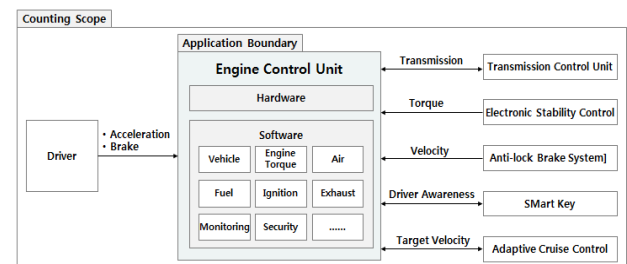 Counting Scope
Application Boundary
Engine Control Unit
Hardware
Software
Vehicle
Engine
Torque
Air
Fuel
Ignition
Exhaust
Monitoring
Security
......
Driver
• Acceleration
• Brake
Transmission
Transmission Control Unit
Torque
Electronic Stability Control
Velocity
Anti-lock Brake System]
Driver Awareness
SMart Key
Target Velocity
Adaptive Cruise Control